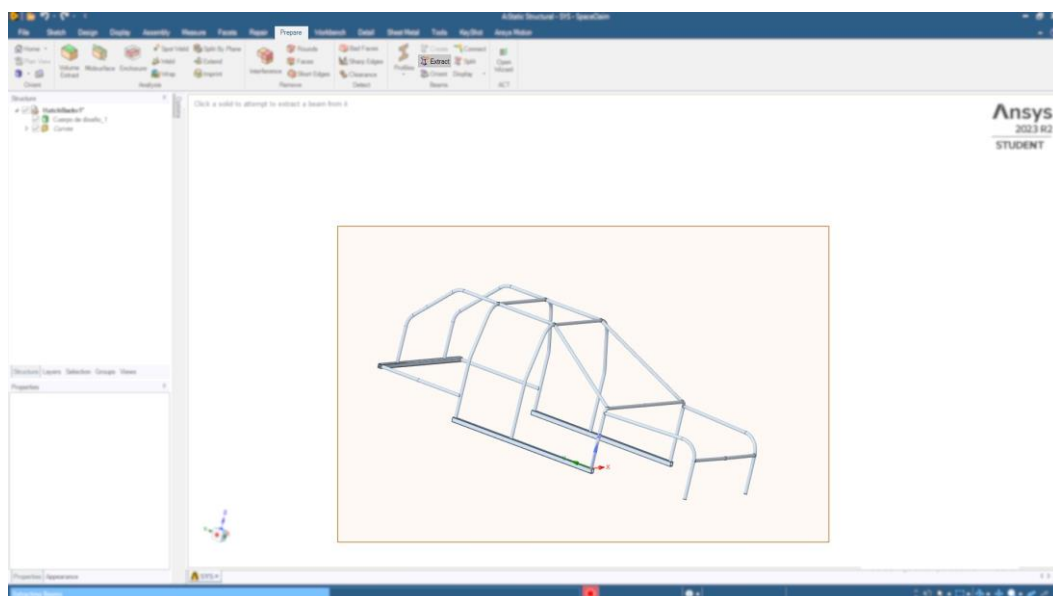 A:Static Structural - SYS - SpaceClaim
File Sketch Design Display Assembly Measure Facets Repair Prepare Workbench Detail Sheet Metal Tools KeyShot Ansys Motion
Home
Volume Extract
Midsurface
Enclosure
Spot Weld
Weld
Wrap
Split By Plane
Extend
Imprint
Interference
Rounds
Faces
Short Edges
Bad Faces
Sharp Edges
Clearance
Profiles
Create
Extract
Orient
Connect
Split
Display
Orient Analyze Remove Detect Beams ACT
Structure
Click a solid to attempt to extract a beam from it
Cuerpo de diseño_1
Curves
Ansys
2023 R2
STUDENT
Structure Layers Selection Groups Views
Properties
X
Properties Appearance
SYS